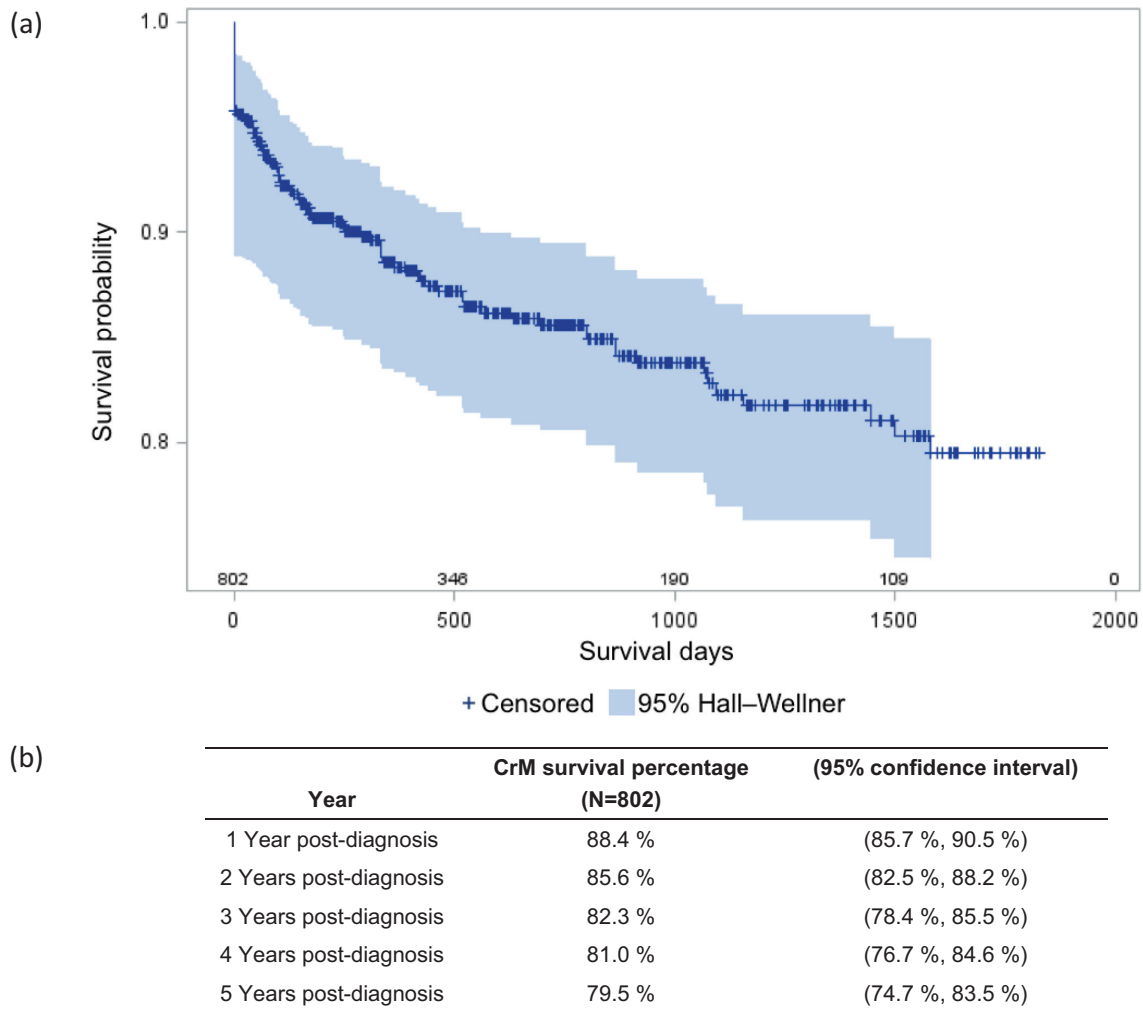 (a)
1.0
0.9
0.8
Survival probability
802 346 190 109 0
0 500 1000 1500 2000
Survival days
+ Censored 95% Hall–Wellner
(b)
CrM survival percentage (95% confidence interval)
Year (N=802)
1 Year post-diagnosis 88.4 % (85.7 %, 90.5 %)
2 Years post-diagnosis 85.6 % (82.5 %, 88.2 %)
3 Years post-diagnosis 82.3 % (78.4 %, 85.5 %)
4 Years post-diagnosis 81.0 % (76.7 %, 84.6 %)
5 Years post-diagnosis 79.5 % (74.7 %, 83.5 %)